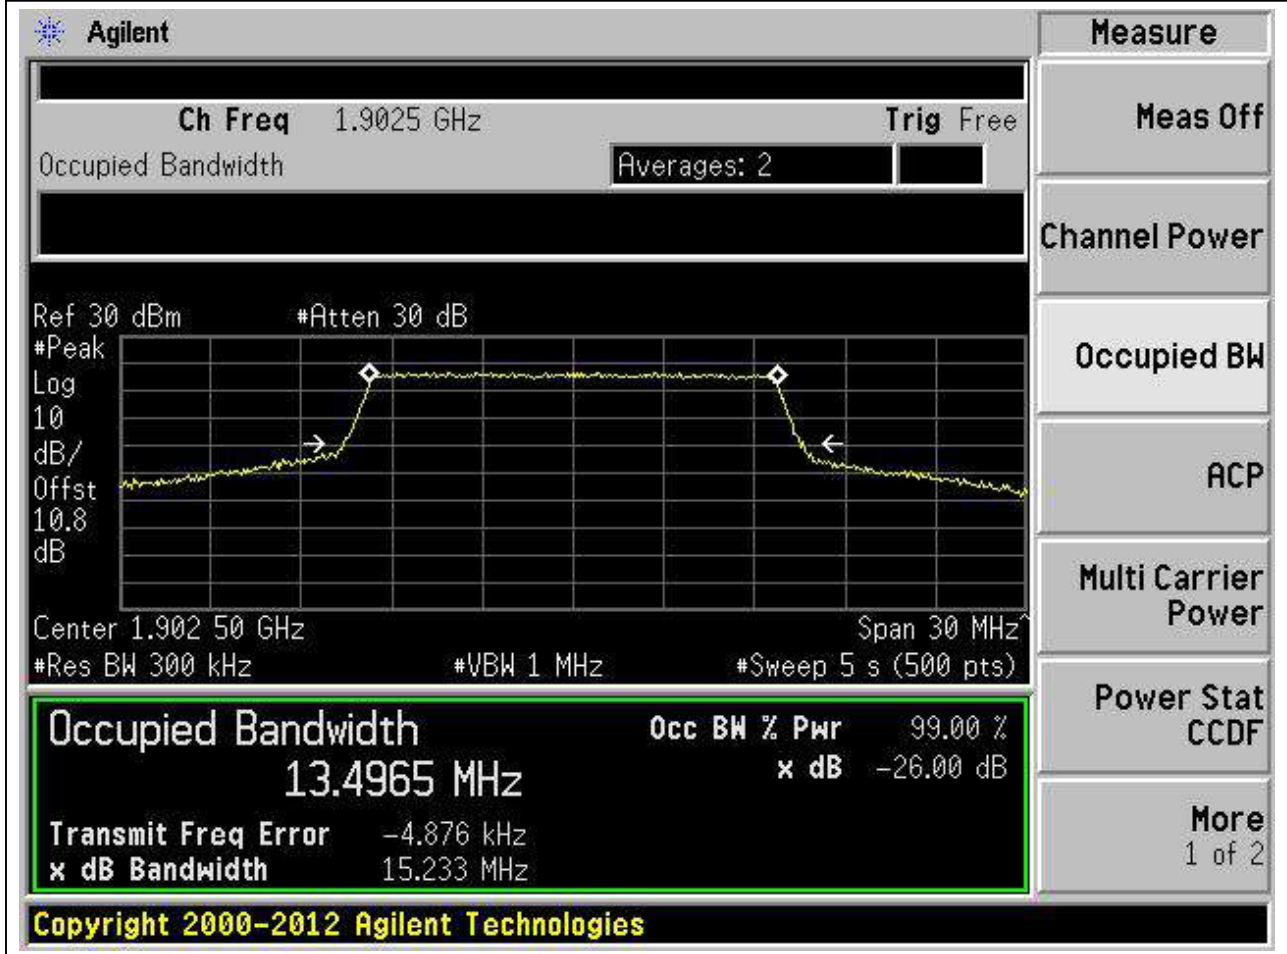 Agilent
Measure
Ch Freq 1.9025 GHz Trig Free
Occupied Bandwidth Averages: 2
Ref 30 dBm #Atten 30 dB
#Peak
Log
10
dB/
Offst
10.8
dB
Center 1.902 50 GHz Span 30 MHz^
#Res BW 300 kHz #VBW 1 MHz #Sweep 5 s (500 pts)
Occupied Bandwidth Occ BW % Pwr 99.00 %
13.4965 MHz x dB -26.00 dB
Transmit Freq Error -4.876 kHz
x dB Bandwidth 15.233 MHz
Copyright 2000-2012 Agilent Technologies
Meas Off
Channel Power
Occupied BW
ACP
Multi Carrier
Power
Power Stat
CCDF
More
1 of 2